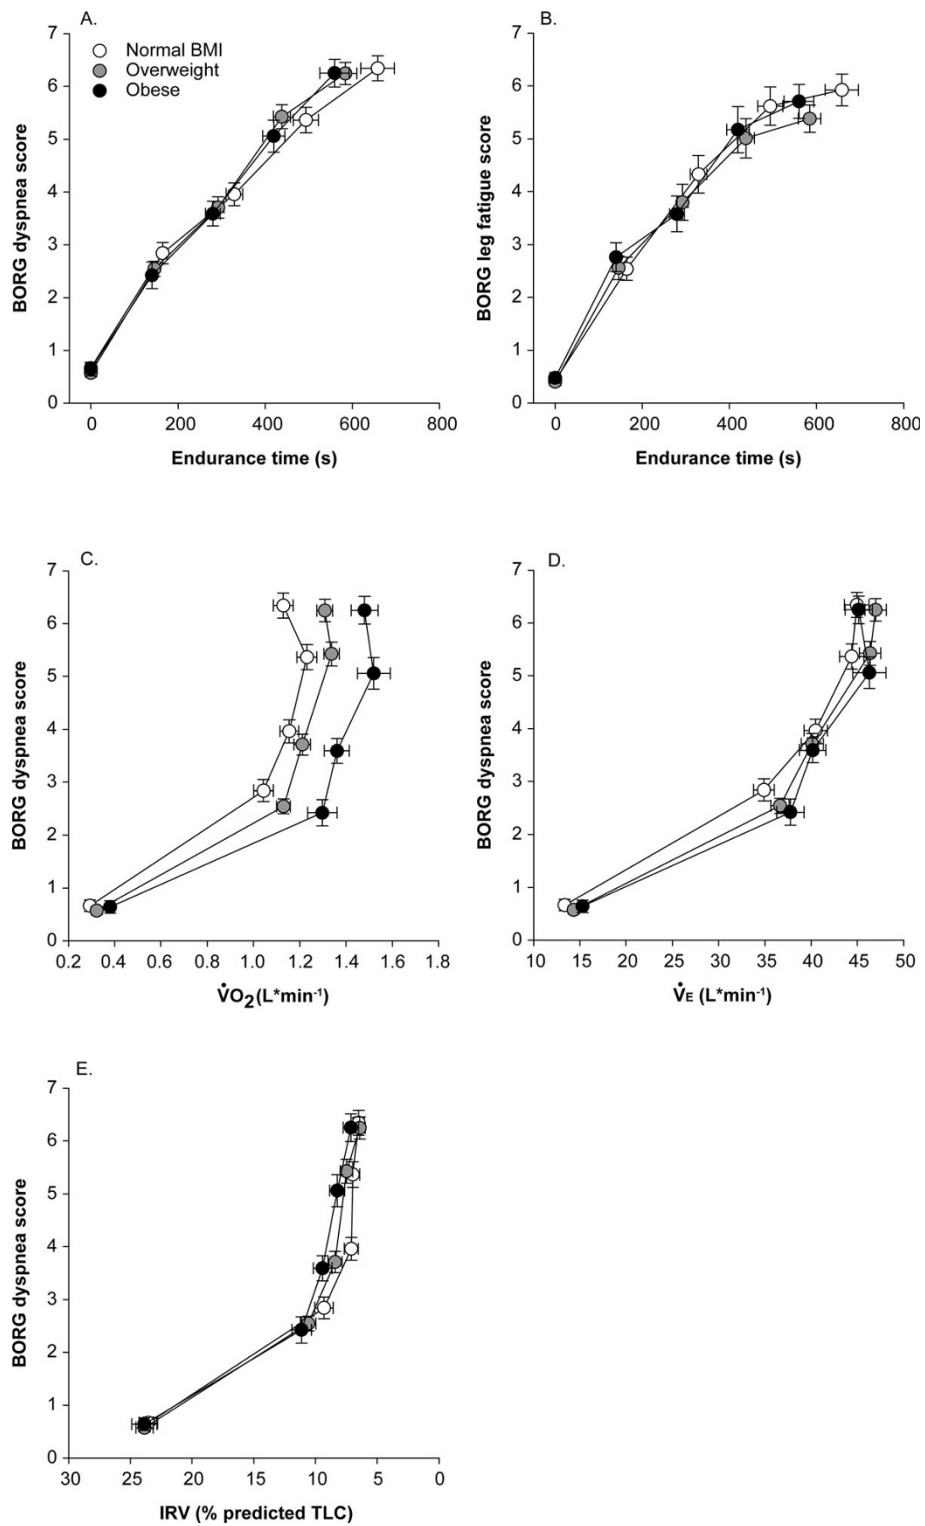 A.
Normal BMI
Overweight
Obese
7
6
5
4
3
2
1
0
BORG dyspnea score
0 200 400 600 800
Endurance time (s)
B.
7
6
5
4
3
2
1
0
BORG leg fatigue score
0 200 400 600 800
Endurance time (s)
C.
7
6
5
4
3
2
1
0
BORG dyspnea score
0.2 0.4 0.6 0.8 1.0 1.2 1.4 1.6 1.8
V̇O₂ (L*min⁻¹)
D.
7
6
5
4
3
2
1
0
BORG dyspnea score
10 15 20 25 30 35 40 45 50
V̇E (L*min⁻¹)
E.
7
6
5
4
3
2
1
0
BORG dyspnea score
30 25 20 15 10 5 0
IRV (% predicted TLC)